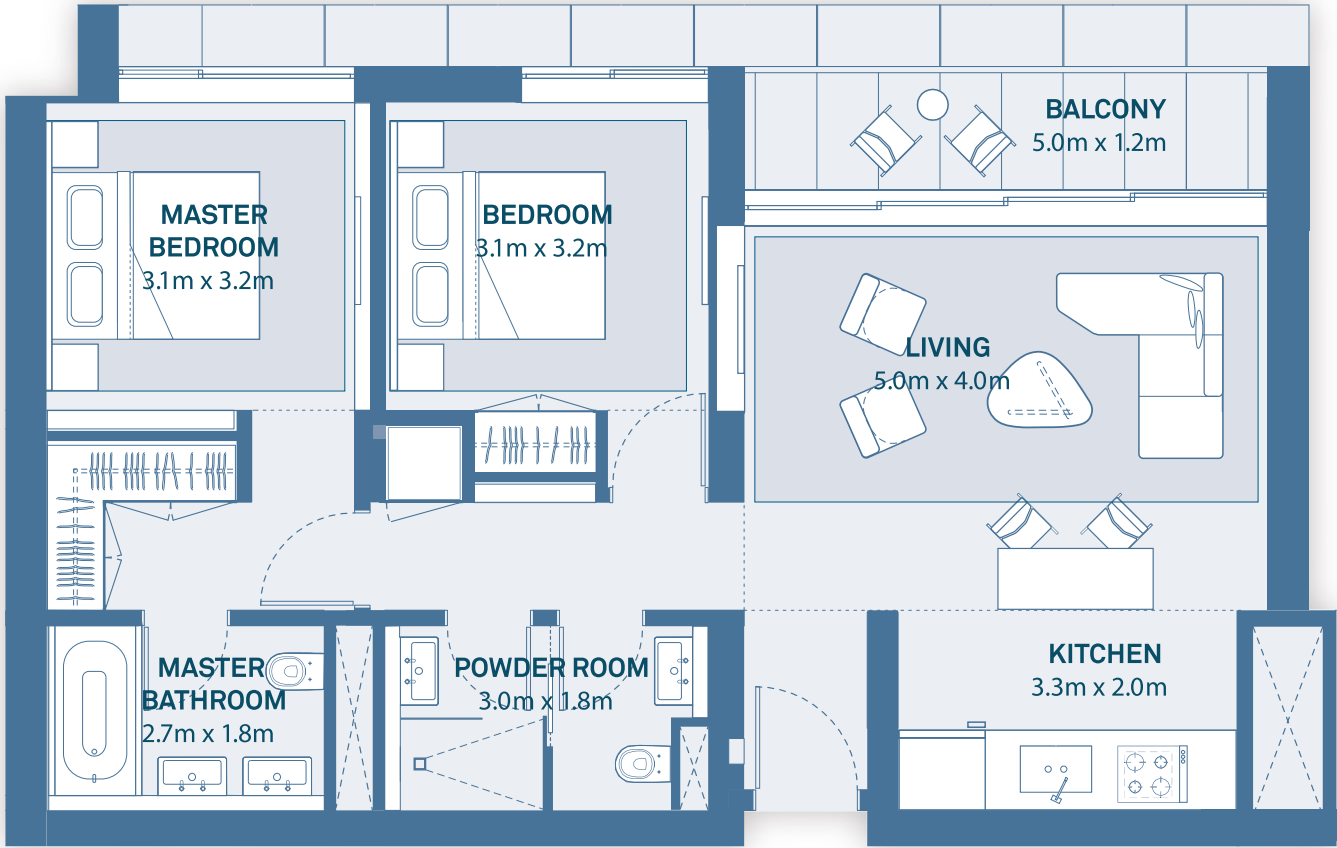 BALCONY
5.0m x 1.2m
MASTER
BEDROOM
3.1m x 3.2m
BEDROOM
3.1m x 3.2m
LIVING
5.0m x 4.0m
MASTER
BATHROOM
2.7m x 1.8m
POWDER ROOM
3.0m x 1.8m
KITCHEN
3.3m x 2.0m